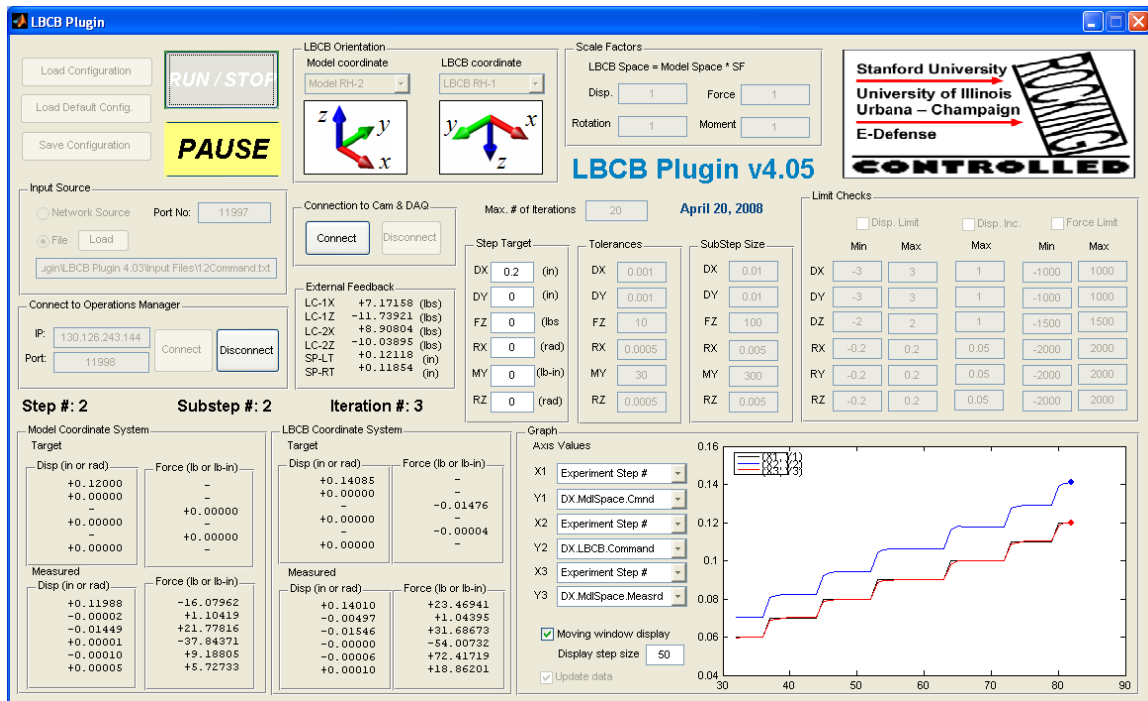 LBCB Plugin
Load Configuration
Load Default Config.
Save Configuration
RUN / STOP
PAUSE
LBCB Orientation
Model coordinate
LBCB coordinate
Model RH-2
LBCB RH-1
z
y
x
y
x
z
Scale Factors
LBCB Space = Model Space * SF
Disp. 1 Force 1
Rotation 1 Moment 1
LBCB Plugin v4.05
Stanford University
University of Illinois
Urbana – Champaign
E-Defense
CONTROLLED
Input Source
Network Source Port No: 11997
File Load
ugin\LBCB Plugin 4.03\Input Files\12Command.txt
Connection to Cam & DAQ
Connect Disconnect
Max. # of Iterations 20 April 20, 2008
Connect to Operations Manager
IP: 130.126.243.144
Port: 11998
Connect Disconnect
External Feedback
LC-1X +7.17158 (lbs)
LC-1Z -11.73921 (lbs)
LC-2X +8.90804 (lbs)
LC-2Z -10.03895 (lbs)
SP-LT +0.12118 (in)
SP-RT +0.11854 (in)
Step Target
DX 0.2 (in)
DY 0 (in)
FZ 0 (lbs
RX 0 (rad)
MY 0 (lb-in)
RZ 0 (rad)
Tolerances
DX 0.001
DY 0.001
FZ 10
RX 0.0005
MY 30
RZ 0.0005
SubStep Size
DX 0.01
DY 0.01
FZ 100
RX 0.005
MY 300
RZ 0.005
Limit Checks
Disp. Limit Disp. Inc. Force Limit
Min Max Max Min Max
DX -3 3 1 -1000 1000
DY -3 3 1 -1000 1000
DZ -2 2 1 -1500 1500
RX -0.2 0.2 0.05 -2000 2000
RY -0.2 0.2 0.05 -2000 2000
RZ -0.2 0.2 0.05 -2000 2000
Step #: 2 Substep #: 2 Iteration #: 3
Model Coordinate System
Target
Disp (in or rad) Force (lb or lb-in)
+0.12000 -
+0.00000 -
- +0.00000
+0.00000 -
- +0.00000
+0.00000 -
Measured
Disp (in or rad) Force (lb or lb-in)
+0.11988 -16.07962
-0.00002 +1.10419
-0.01449 +21.77816
+0.00001 -37.84371
-0.00010 +9.18805
+0.00005 +5.72733
LBCB Coordinate System
Target
Disp (in or rad) Force (lb or lb-in)
+0.14085 -
+0.00000 -
- -0.01476
+0.00000 -
- -0.00004
+0.00000 -
Measured
Disp (in or rad) Force (lb or lb-in)
+0.14010 +23.46941
-0.00497 +1.04395
-0.01546 +31.68673
-0.00000 -54.00732
-0.00006 +72.41719
+0.00010 +18.86201
Graph
Axis Values
X1 Experiment Step #
Y1 DX.MdlSpace.Cmnd
X2 Experiment Step #
Y2 DX.LBCB.Command
X3 Experiment Step #
Y3 DX.MdlSpace.Measrd
Moving window display
Display step size 50
Update data
(X1, Y1)
(X2, Y2)
(X3, Y3)
0.16
0.14
0.12
0.1
0.08
0.06
0.04
30 40 50 60 70 80 90